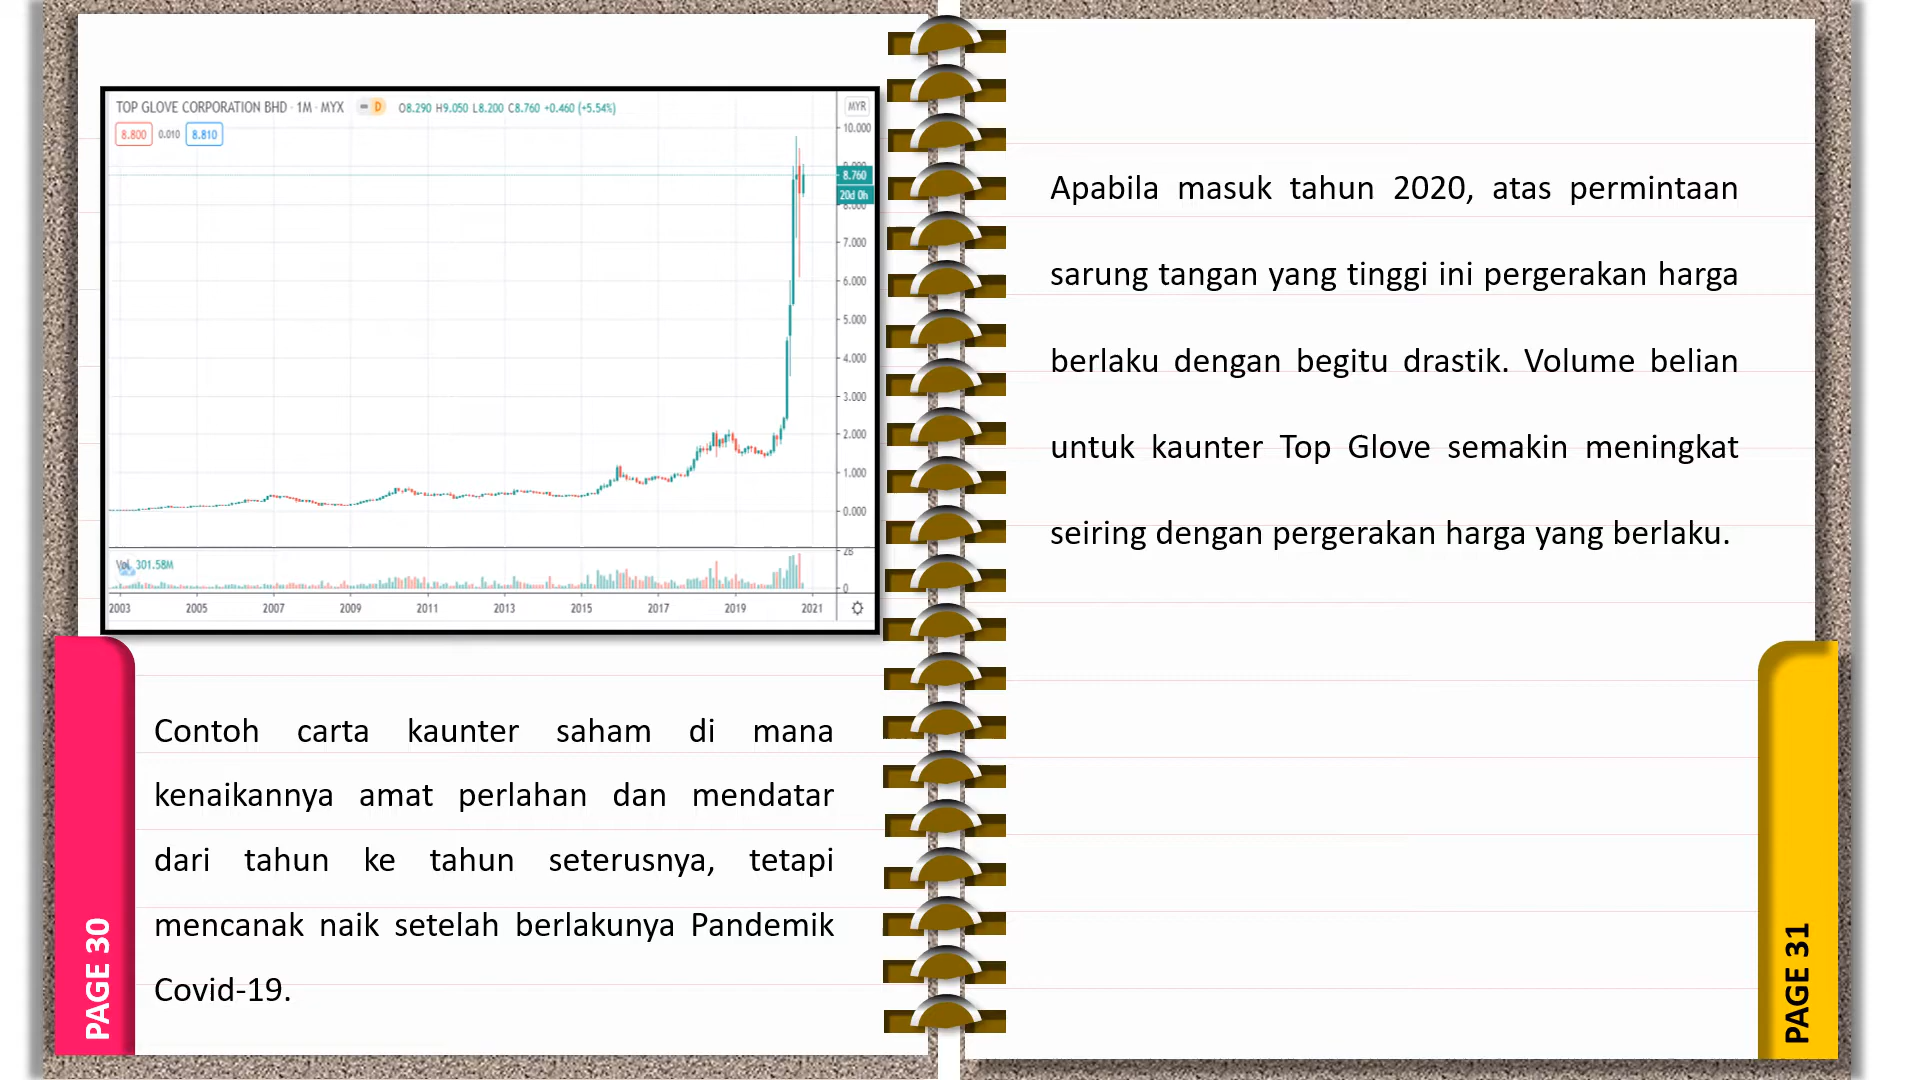 TOP GLOVE CORPORATION BHD · 1M · MYX D O8.290 H9.050 L8.200 C8.760 +0.460 (+5.54%)
8.800 0.010 8.810
MYR
10.000
9.000
8.760
20d 0h
8.000
7.000
6.000
5.000
4.000
3.000
2.000
1.000
0.000
2B
Vol 301.58M
0
2003 2005 2007 2009 2011 2013 2015 2017 2019 2021
Contoh carta kaunter saham di mana
kenaikannya amat perlahan dan mendatar
dari tahun ke tahun seterusnya, tetapi
mencanak naik setelah berlakunya Pandemik
Covid-19.
PAGE 30
Apabila masuk tahun 2020, atas permintaan
sarung tangan yang tinggi ini pergerakan harga
berlaku dengan begitu drastik. Volume belian
untuk kaunter Top Glove semakin meningkat
seiring dengan pergerakan harga yang berlaku.
PAGE 31